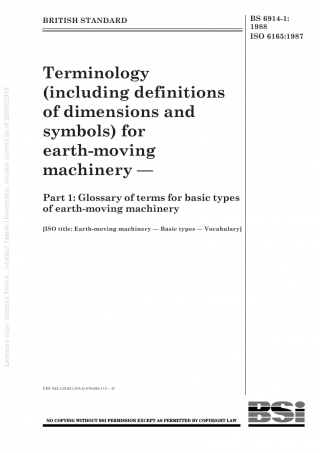 BRITISH STANDARD
BS 6914-1:
1988
ISO 6165:1987
Terminology
(including definitions
of dimensions and
symbols) for
earth-moving
machinery —
Part 1: Glossary of terms for basic types
of earth-moving machinery
[ISO title: Earth-moving machinery — Basic types — Vocabulary]
NO COPYING WITHOUT BSI PERMISSION EXCEPT AS PERMITTED BY COPYRIGHT LAW
BSi